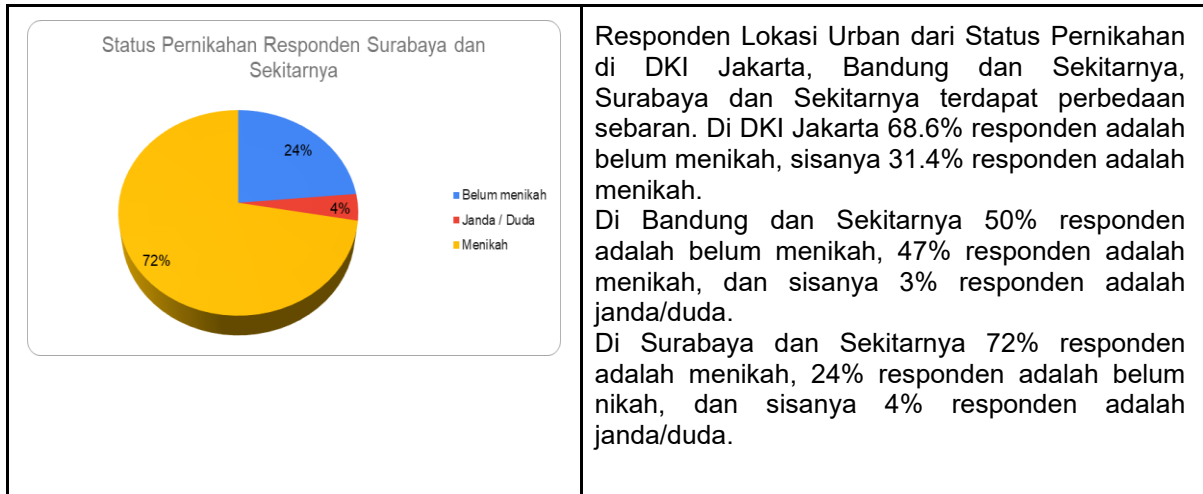 Status Pernikahan Responden Surabaya dan
Sekitarnya
24%
4%
72%
Belum menikah
Janda / Duda
Menikah
Responden Lokasi Urban dari Status Pernikahan
di DKI Jakarta, Bandung dan Sekitarnya,
Surabaya dan Sekitarnya terdapat perbedaan
sebaran. Di DKI Jakarta 68.6% responden adalah
belum menikah, sisanya 31.4% responden adalah
menikah.
Di Bandung dan Sekitarnya 50% responden
adalah belum menikah, 47% responden adalah
menikah, dan sisanya 3% responden adalah
janda/duda.
Di Surabaya dan Sekitarnya 72% responden
adalah menikah, 24% responden adalah belum
nikah, dan sisanya 4% responden adalah
janda/duda.